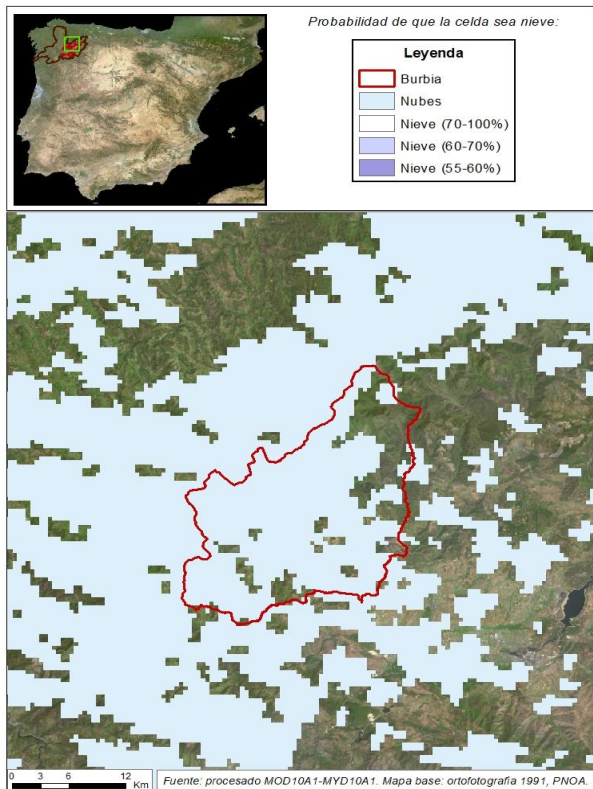 Probabilidad de que la celda sea nieve:
Leyenda
Burbia
Nubes
Nieve (70-100%)
Nieve (60-70%)
Nieve (55-60%)
0 3 6 12
Km
Fuente: procesado MOD10A1-MYD10A1. Mapa base: ortofotografia 1991, PNOA.